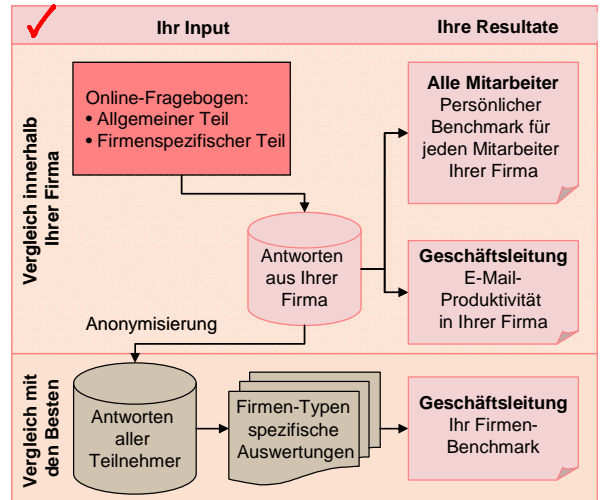 Ihr Input
Ihre Resultate
Vergleich innerhalb
Ihrer Firma
Online-Fragebogen:
• Allgemeiner Teil
• Firmenspezifischer Teil
Alle Mitarbeiter
Persönlicher
Benchmark für
jeden Mitarbeiter
Ihrer Firma
Antworten
aus Ihrer
Firma
Geschäftsleitung
E-Mail-
Produktivität
in Ihrer Firma
Anonymisierung
Vergleich mit
den Besten
Antworten
aller
Teilnehmer
Firmen-Typen
spezifische
Auswertungen
Geschäftsleitung
Ihr Firmen-
Benchmark